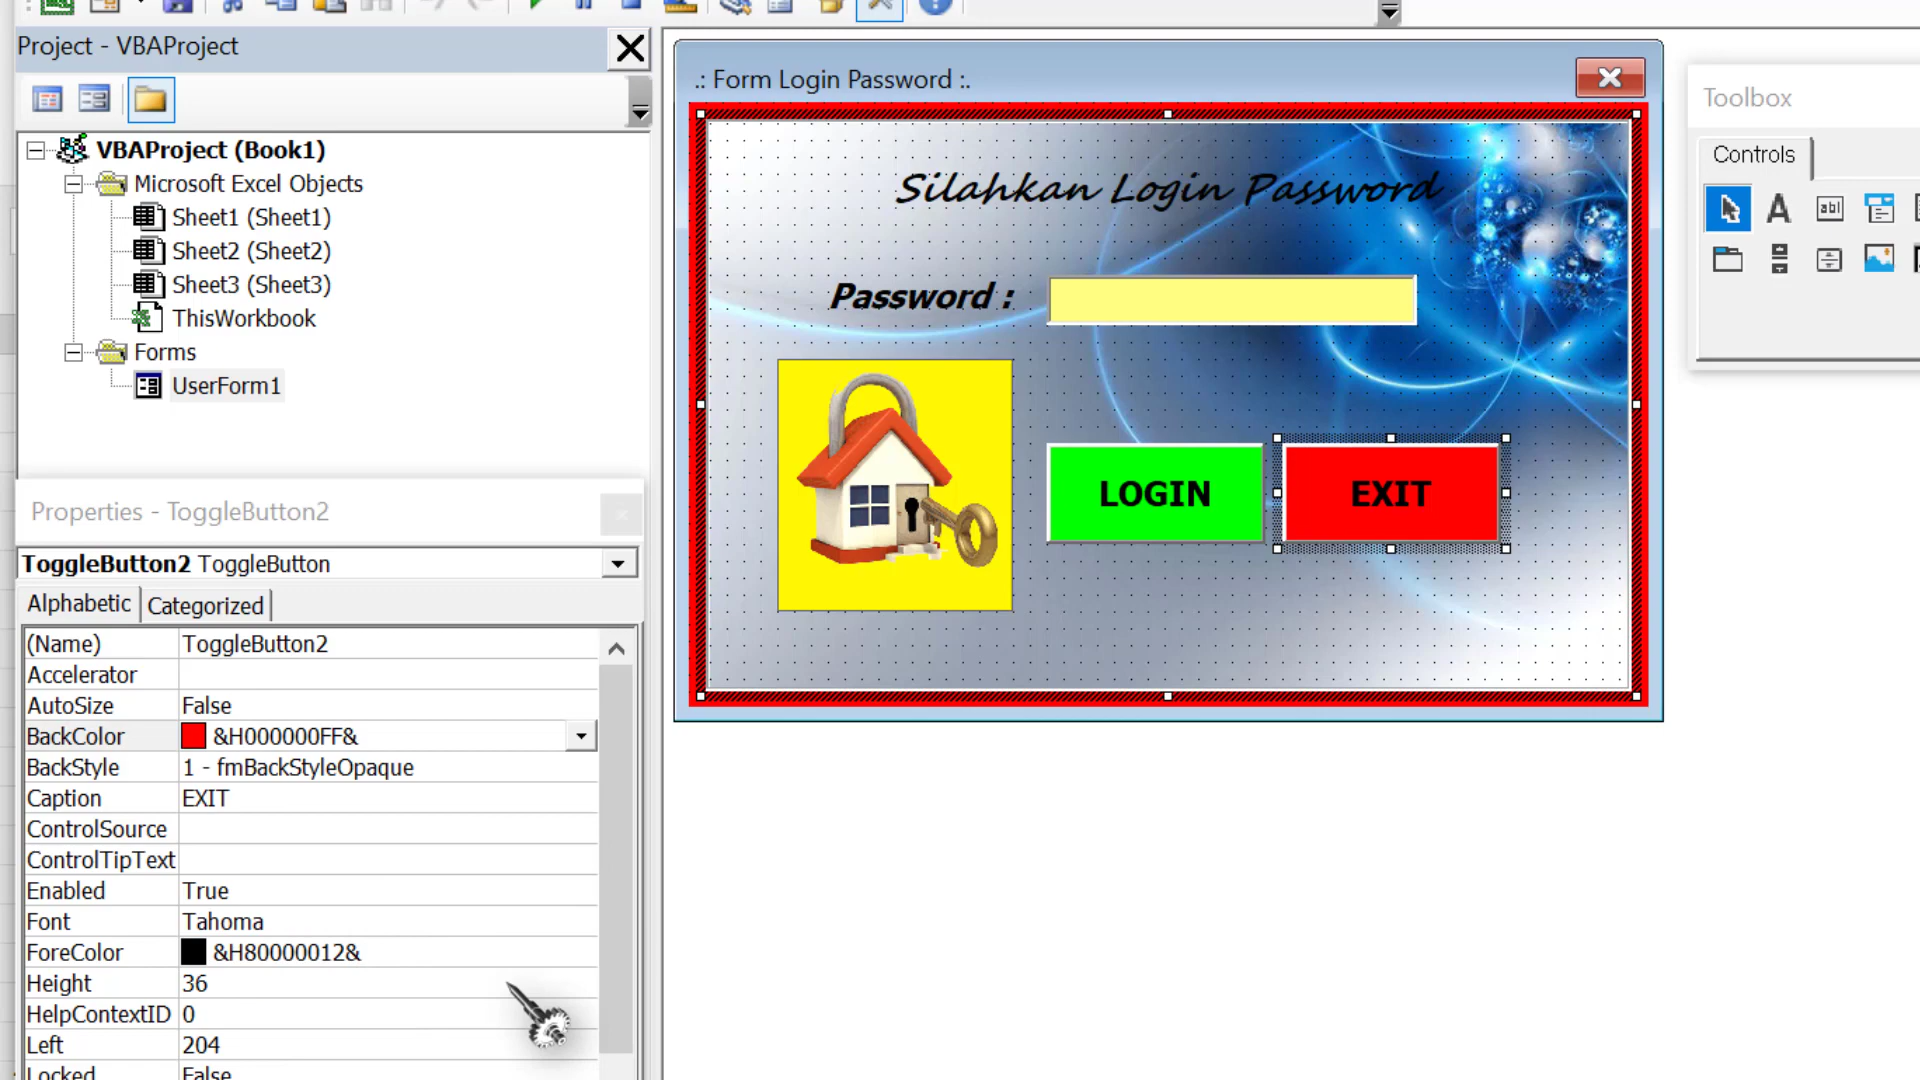 Project - VBAProject
VBAProject (Book1)
Microsoft Excel Objects
Sheet1 (Sheet1)
Sheet2 (Sheet2)
Sheet3 (Sheet3)
ThisWorkbook
Forms
UserForm1
Properties - ToggleButton2
ToggleButton2 ToggleButton
Alphabetic Categorized
(Name) ToggleButton2
Accelerator
AutoSize False
BackColor &H000000FF&
BackStyle 1 - fmBackStyleOpaque
Caption EXIT
ControlSource
ControlTipText
Enabled True
Font Tahoma
ForeColor &H80000012&
Height 36
HelpContextID 0
Left 204
Locked False
.: Form Login Password :.
Silahkan Login Password
Password :
LOGIN
EXIT
Toolbox
Controls
A
abl